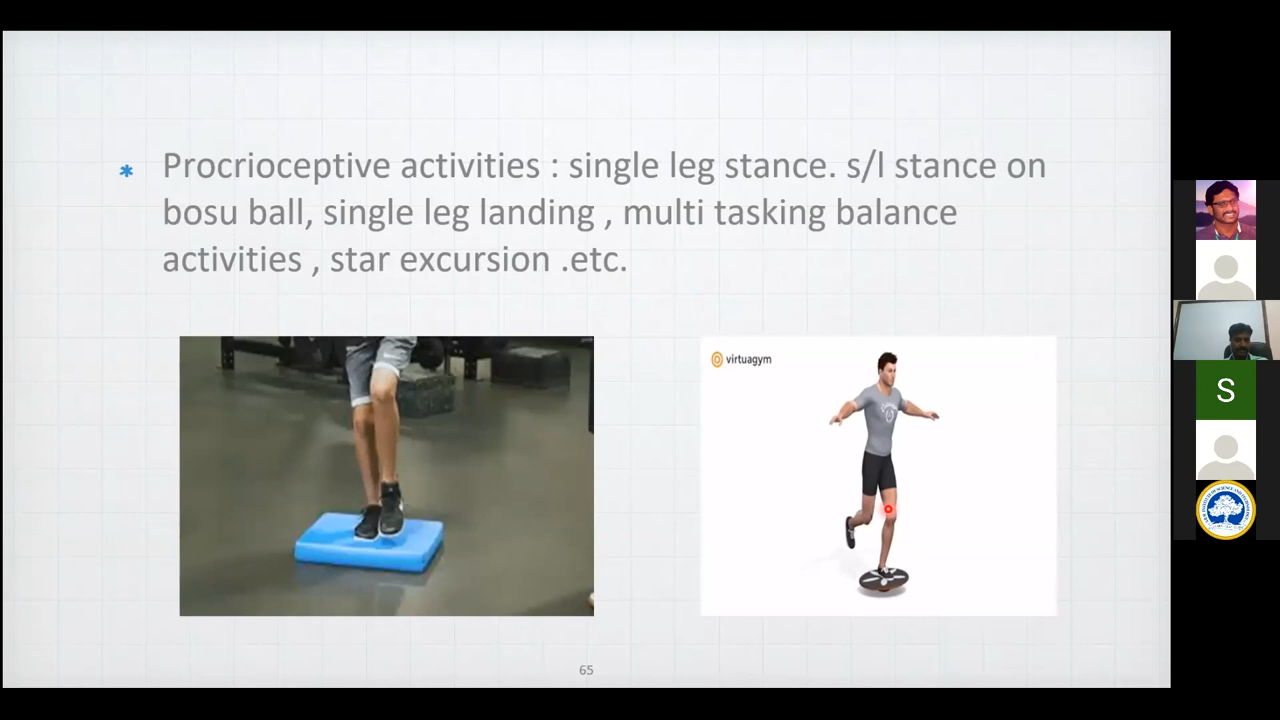 Procrioceptive activities : single leg stance. s/l stance on
bosu ball, single leg landing , multi tasking balance
activities , star excursion .etc.
virtuagym
65
S